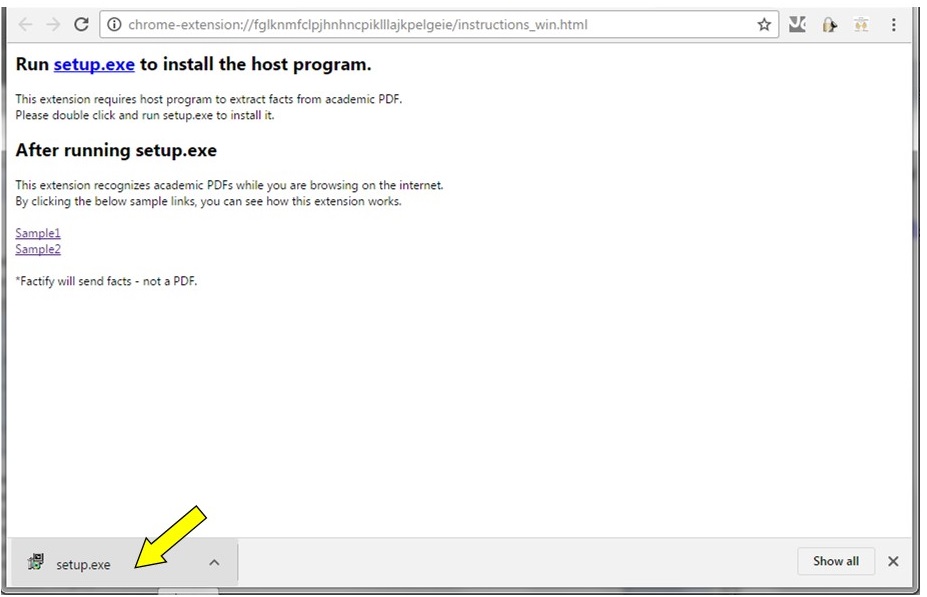 chrome-extension://fglknmfclpjhnhncpiklllajkpelgeie/instructions_win.html
Run setup.exe to install the host program.
This extension requires host program to extract facts from academic PDF.
Please double click and run setup.exe to install it.
After running setup.exe
This extension recognizes academic PDFs while you are browsing on the internet.
By clicking the below sample links, you can see how this extension works.
Sample1
Sample2
*Factify will send facts - not a PDF.
setup.exe
Show all